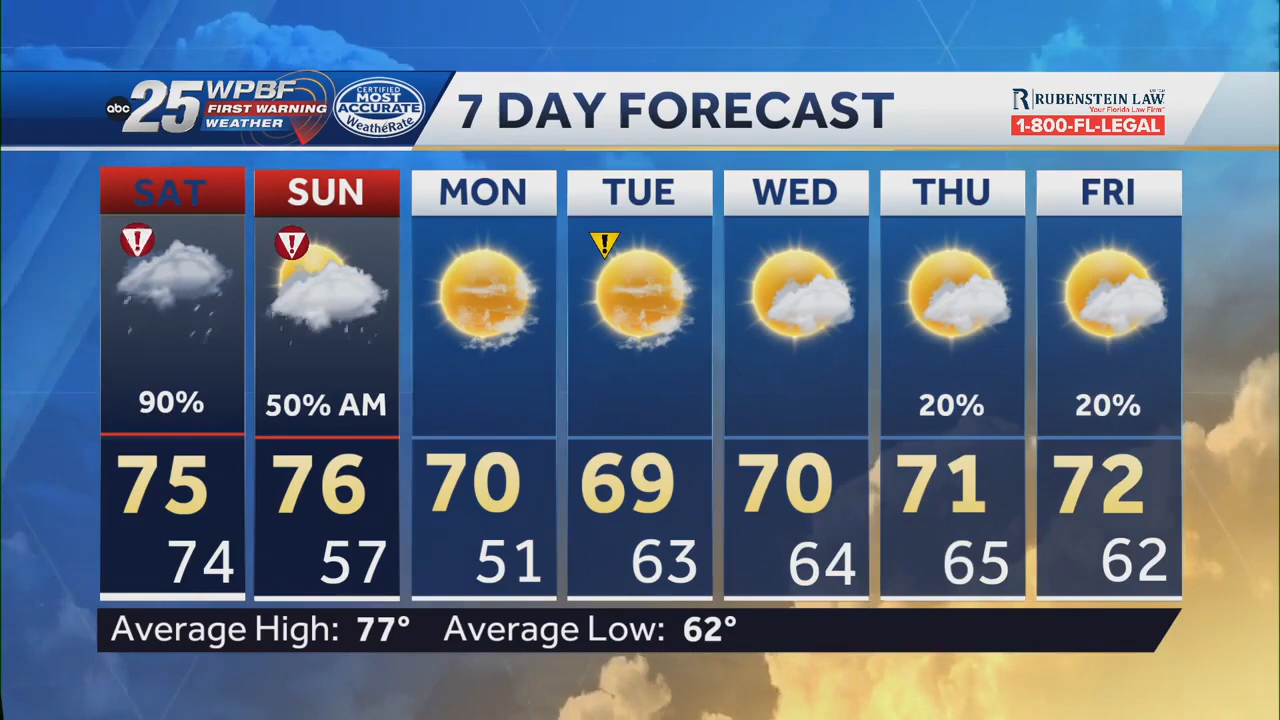 abc 25 WPBF
FIRST WARNING
WEATHER
CERTIFIED
MOST
ACCURATE
WeatheRate
7 DAY FORECAST
RUBENSTEIN LAW
Your Florida Law Firm
1-800-FL-LEGAL
SAT SUN MON TUE WED THU FRI
! ! !
90% 50% AM 20% 20%
75 76 70 69 70 71 72
74 57 51 63 64 65 62
Average High: 77° Average Low: 62°